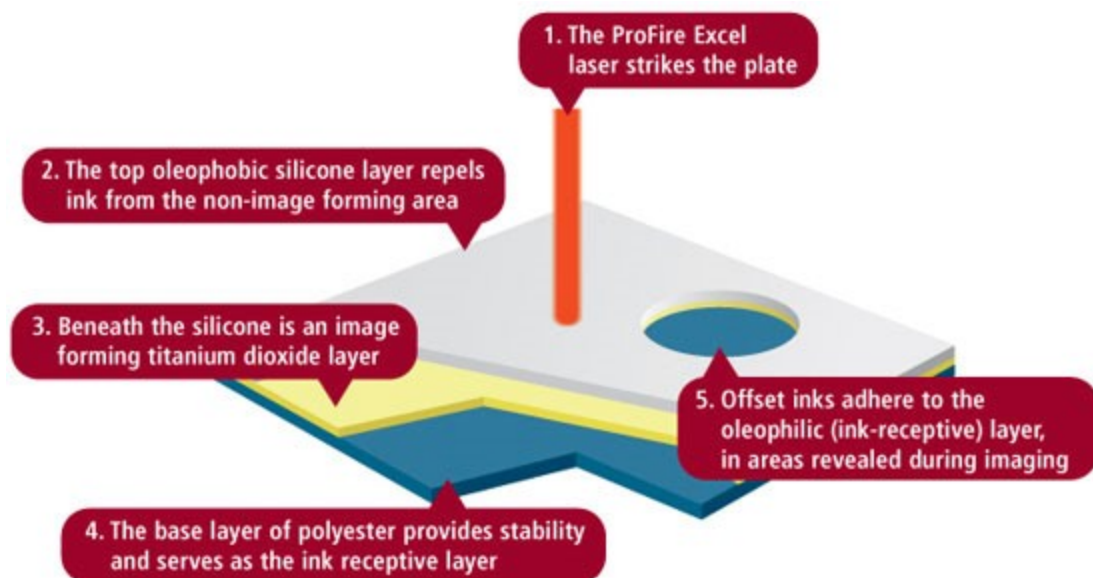 1. The ProFire Excel
laser strikes the plate
2. The top oleophobic silicone layer repels
ink from the non-image forming area
3. Beneath the silicone is an image
forming titanium dioxide layer
5. Offset inks adhere to the
oleophilic (ink-receptive) layer,
in areas revealed during imaging
4. The base layer of polyester provides stability
and serves as the ink receptive layer